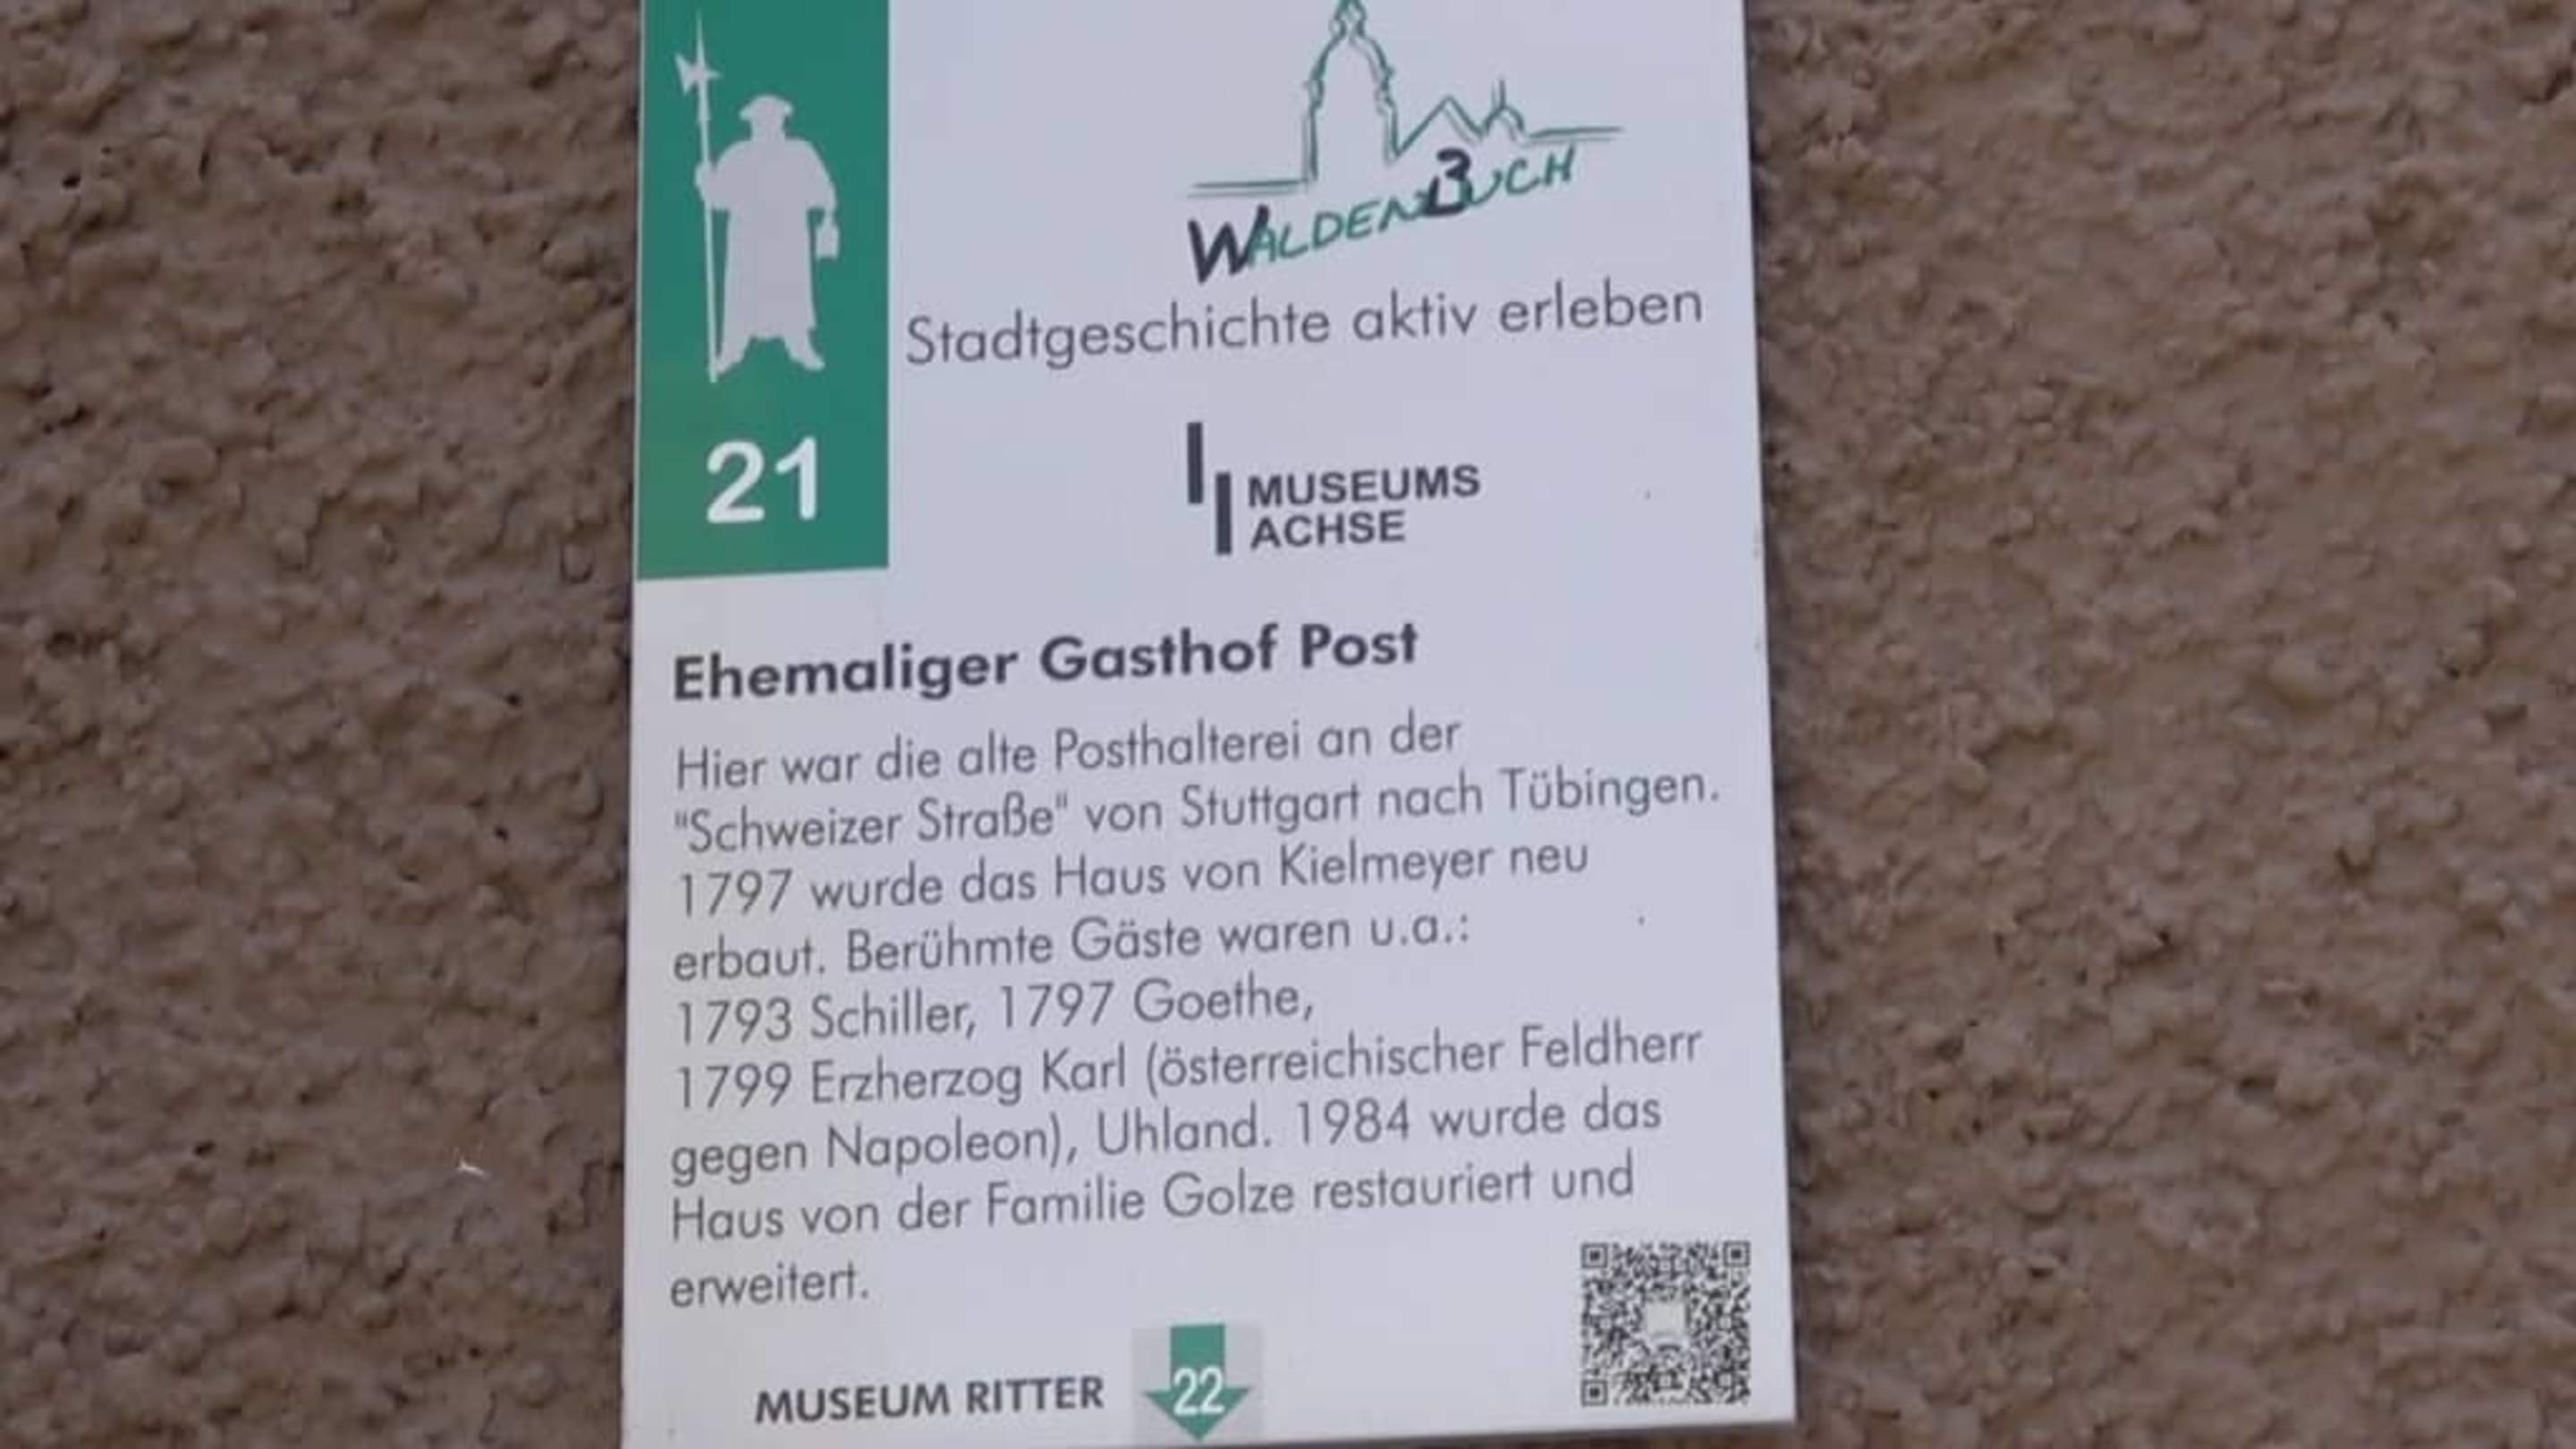 WALDENBUCH
Stadtgeschichte aktiv erleben
21
MUSEUMS
ACHSE
Ehemaliger Gasthof Post
Hier war die alte Posthalterei an der
"Schweizer Straße" von Stuttgart nach Tübingen.
1797 wurde das Haus von Kielmeyer neu
erbaut. Berühmte Gäste waren u.a.:
1793 Schiller, 1797 Goethe,
1799 Erzherzog Karl (österreichischer Feldherr
gegen Napoleon), Uhland. 1984 wurde das
Haus von der Familie Golze restauriert und
erweitert.
MUSEUM RITTER 22